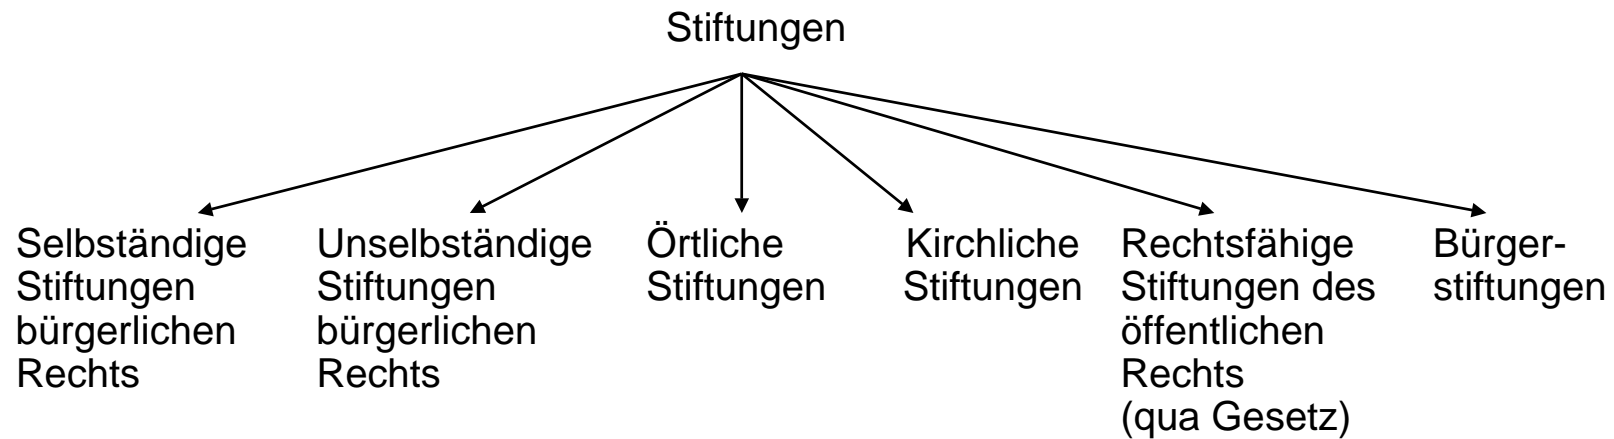 Stiftungen
Selbständige
Stiftungen
bürgerlichen
Rechts
Unselbständige
Stiftungen
bürgerlichen
Rechts
Örtliche
Stiftungen
Kirchliche
Stiftungen
Rechtsfähige
Stiftungen des
öffentlichen
Rechts
(qua Gesetz)
Bürger-
stiftungen